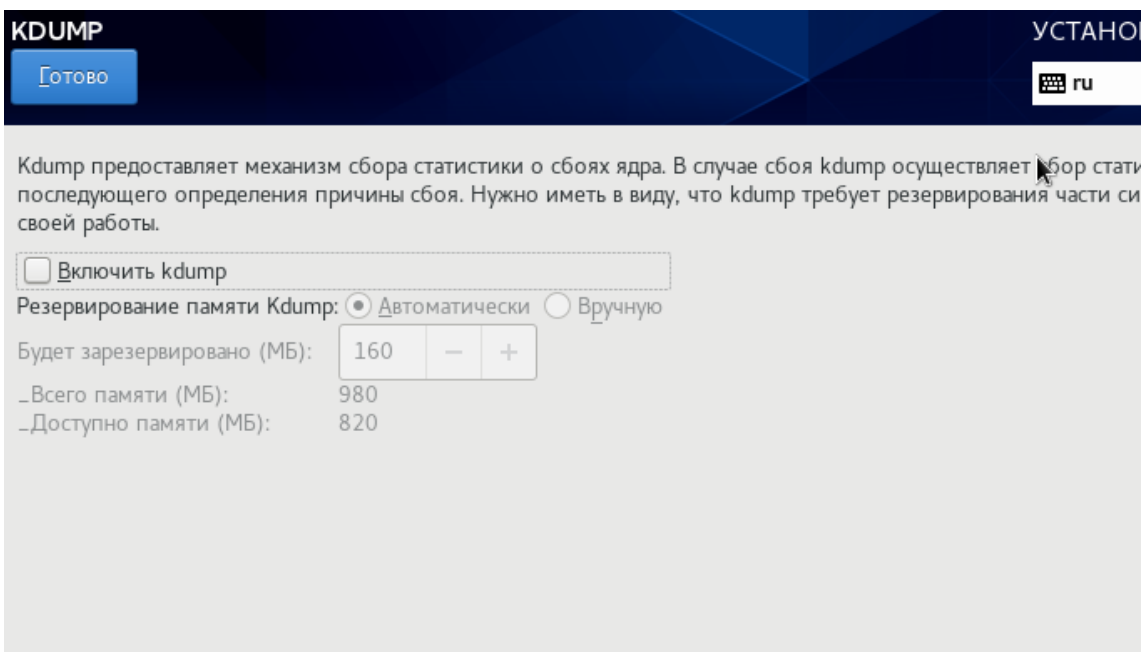 KDUMP
УСТАНО
Готово
ru
Kdump предоставляет механизм сбора статистики о сбоях ядра. В случае сбоя kdump осуществляет сбор стати
последующего определения причины сбоя. Нужно иметь в виду, что kdump требует резервирования части си
своей работы.
Включить kdump
Резервирование памяти Kdump: Автоматически Вручную
Будет зарезервировано (МБ): 160 − +
_Всего памяти (МБ): 980
_Доступно памяти (МБ): 820